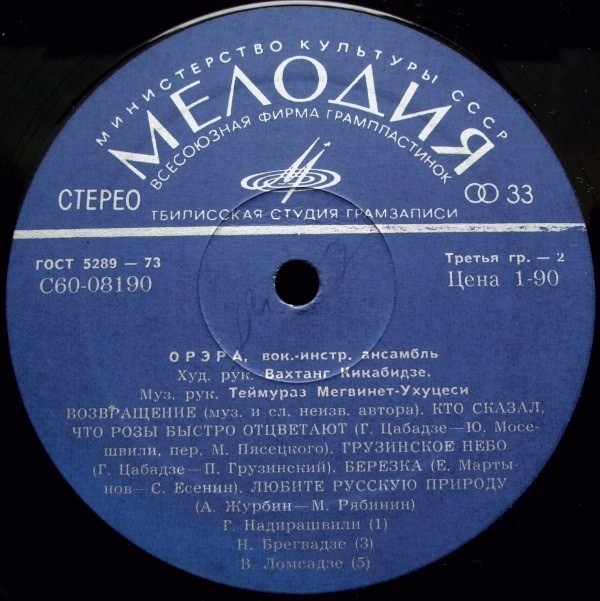 МИНИСТЕРСТВО КУЛЬТУРЫ СССР
МЕЛОДИЯ
ВСЕСОЮЗНАЯ ФИРМА ГРАМПЛАСТИНОК
СТЕРЕО
33
ТБИЛИССКАЯ СТУДИЯ ГРАМЗАПИСИ
ГОСТ 5289 — 73
Третья гр. — 2
С60-08190
Цена 1-90
ОРЭРА, вок.-инстр. ансамбль
Худ. рук. Вахтанг Кикабидзе.
Муз. рук. Теймураз Мегвинет-Ухуцеси
ВОЗВРАЩЕНИЕ (муз. и сл. неизв. автора). КТО СКАЗАЛ,
ЧТО РОЗЫ БЫСТРО ОТЦВЕТАЮТ (Г. Цабадзе—Ю. Мосе-
швили, пер. М. Пясецкого). ГРУЗИНСКОЕ НЕБО
(Г. Цабадзе—П. Грузинский). БЕРЕЗКА (Е. Марты-
нов—С. Есенин). ЛЮБИТЕ РУССКУЮ ПРИРОДУ
(А. Журбин—М. Рябинин)
Г. Надирашвили (1)
Н. Брегвадзе (3)
В. Ломсадзе (5)